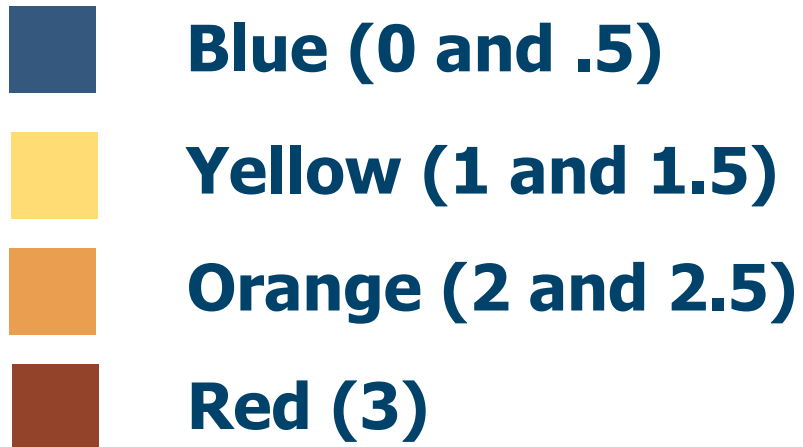 Blue (0 and .5)
Yellow (1 and 1.5)
Orange (2 and 2.5)
Red (3)